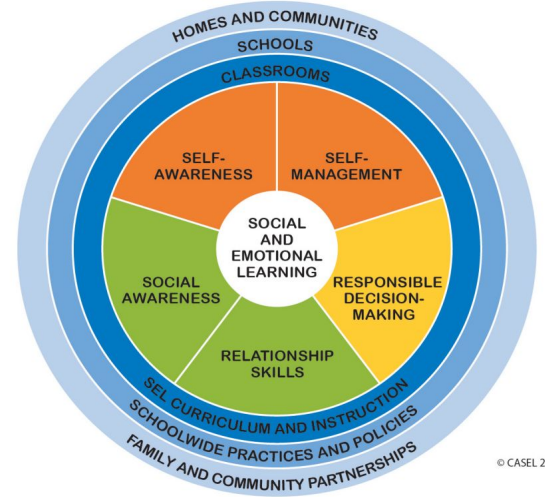 HOMES AND COMMUNITIES
SCHOOLS
CLASSROOMS
SELF-
AWARENESS
SELF-
MANAGEMENT
SOCIAL
AND
EMOTIONAL
LEARNING
SOCIAL
AWARENESS
RESPONSIBLE
DECISION-
MAKING
RELATIONSHIP
SKILLS
SEL CURRICULUM AND INSTRUCTION
SCHOOLWIDE PRACTICES AND POLICIES
FAMILY AND COMMUNITY PARTNERSHIPS
© CASEL 2